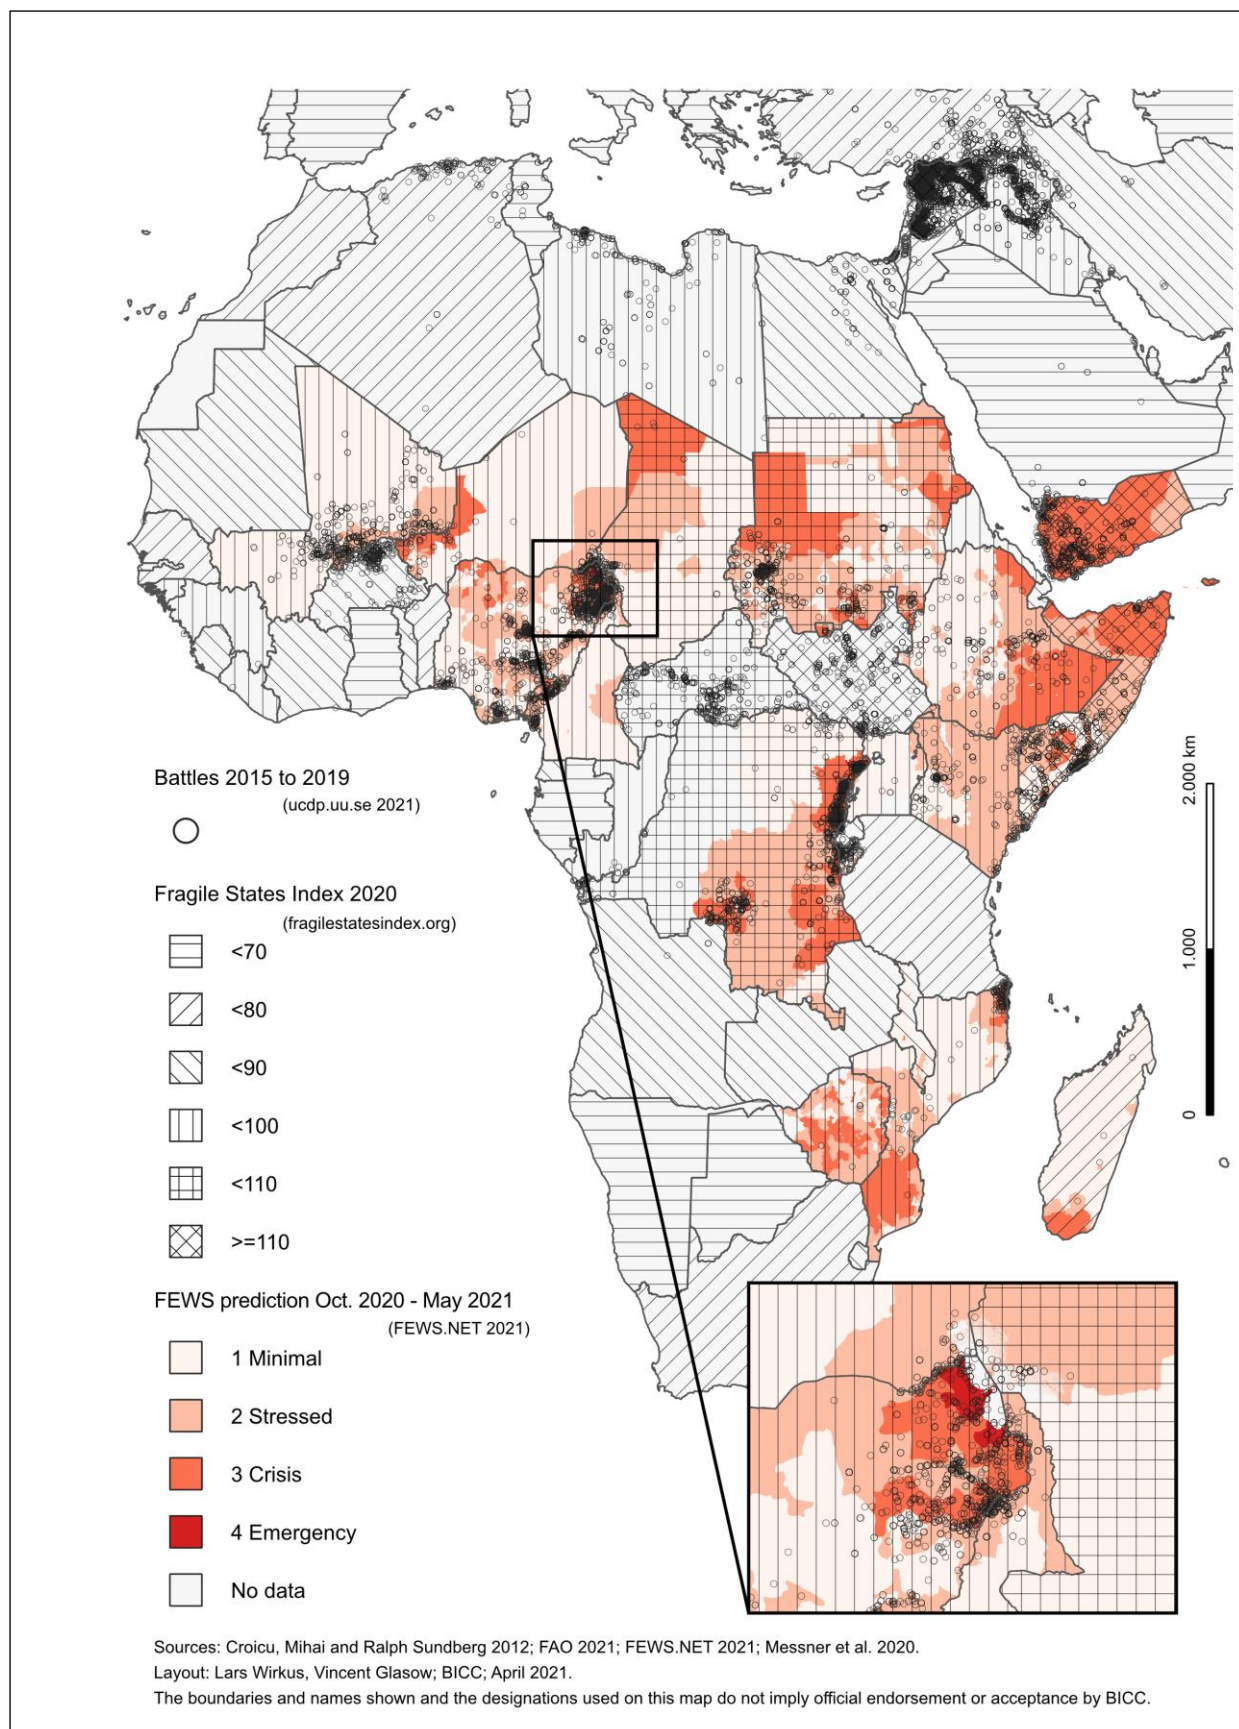 Battles 2015 to 2019
(ucdp.uu.se 2021)
Fragile States Index 2020
(fragilestatesindex.org)
<70
<80
<90
<100
<110
>=110
FEWS prediction Oct. 2020 - May 2021
(FEWS.NET 2021)
1 Minimal
2 Stressed
3 Crisis
4 Emergency
No data
2.000 km
1.000
0
Sources: Croicu, Mihai and Ralph Sundberg 2012; FAO 2021; FEWS.NET 2021; Messner et al. 2020.
Layout: Lars Wirkus, Vincent Glasow; BICC; April 2021.
The boundaries and names shown and the designations used on this map do not imply official endorsement or acceptance by BICC.